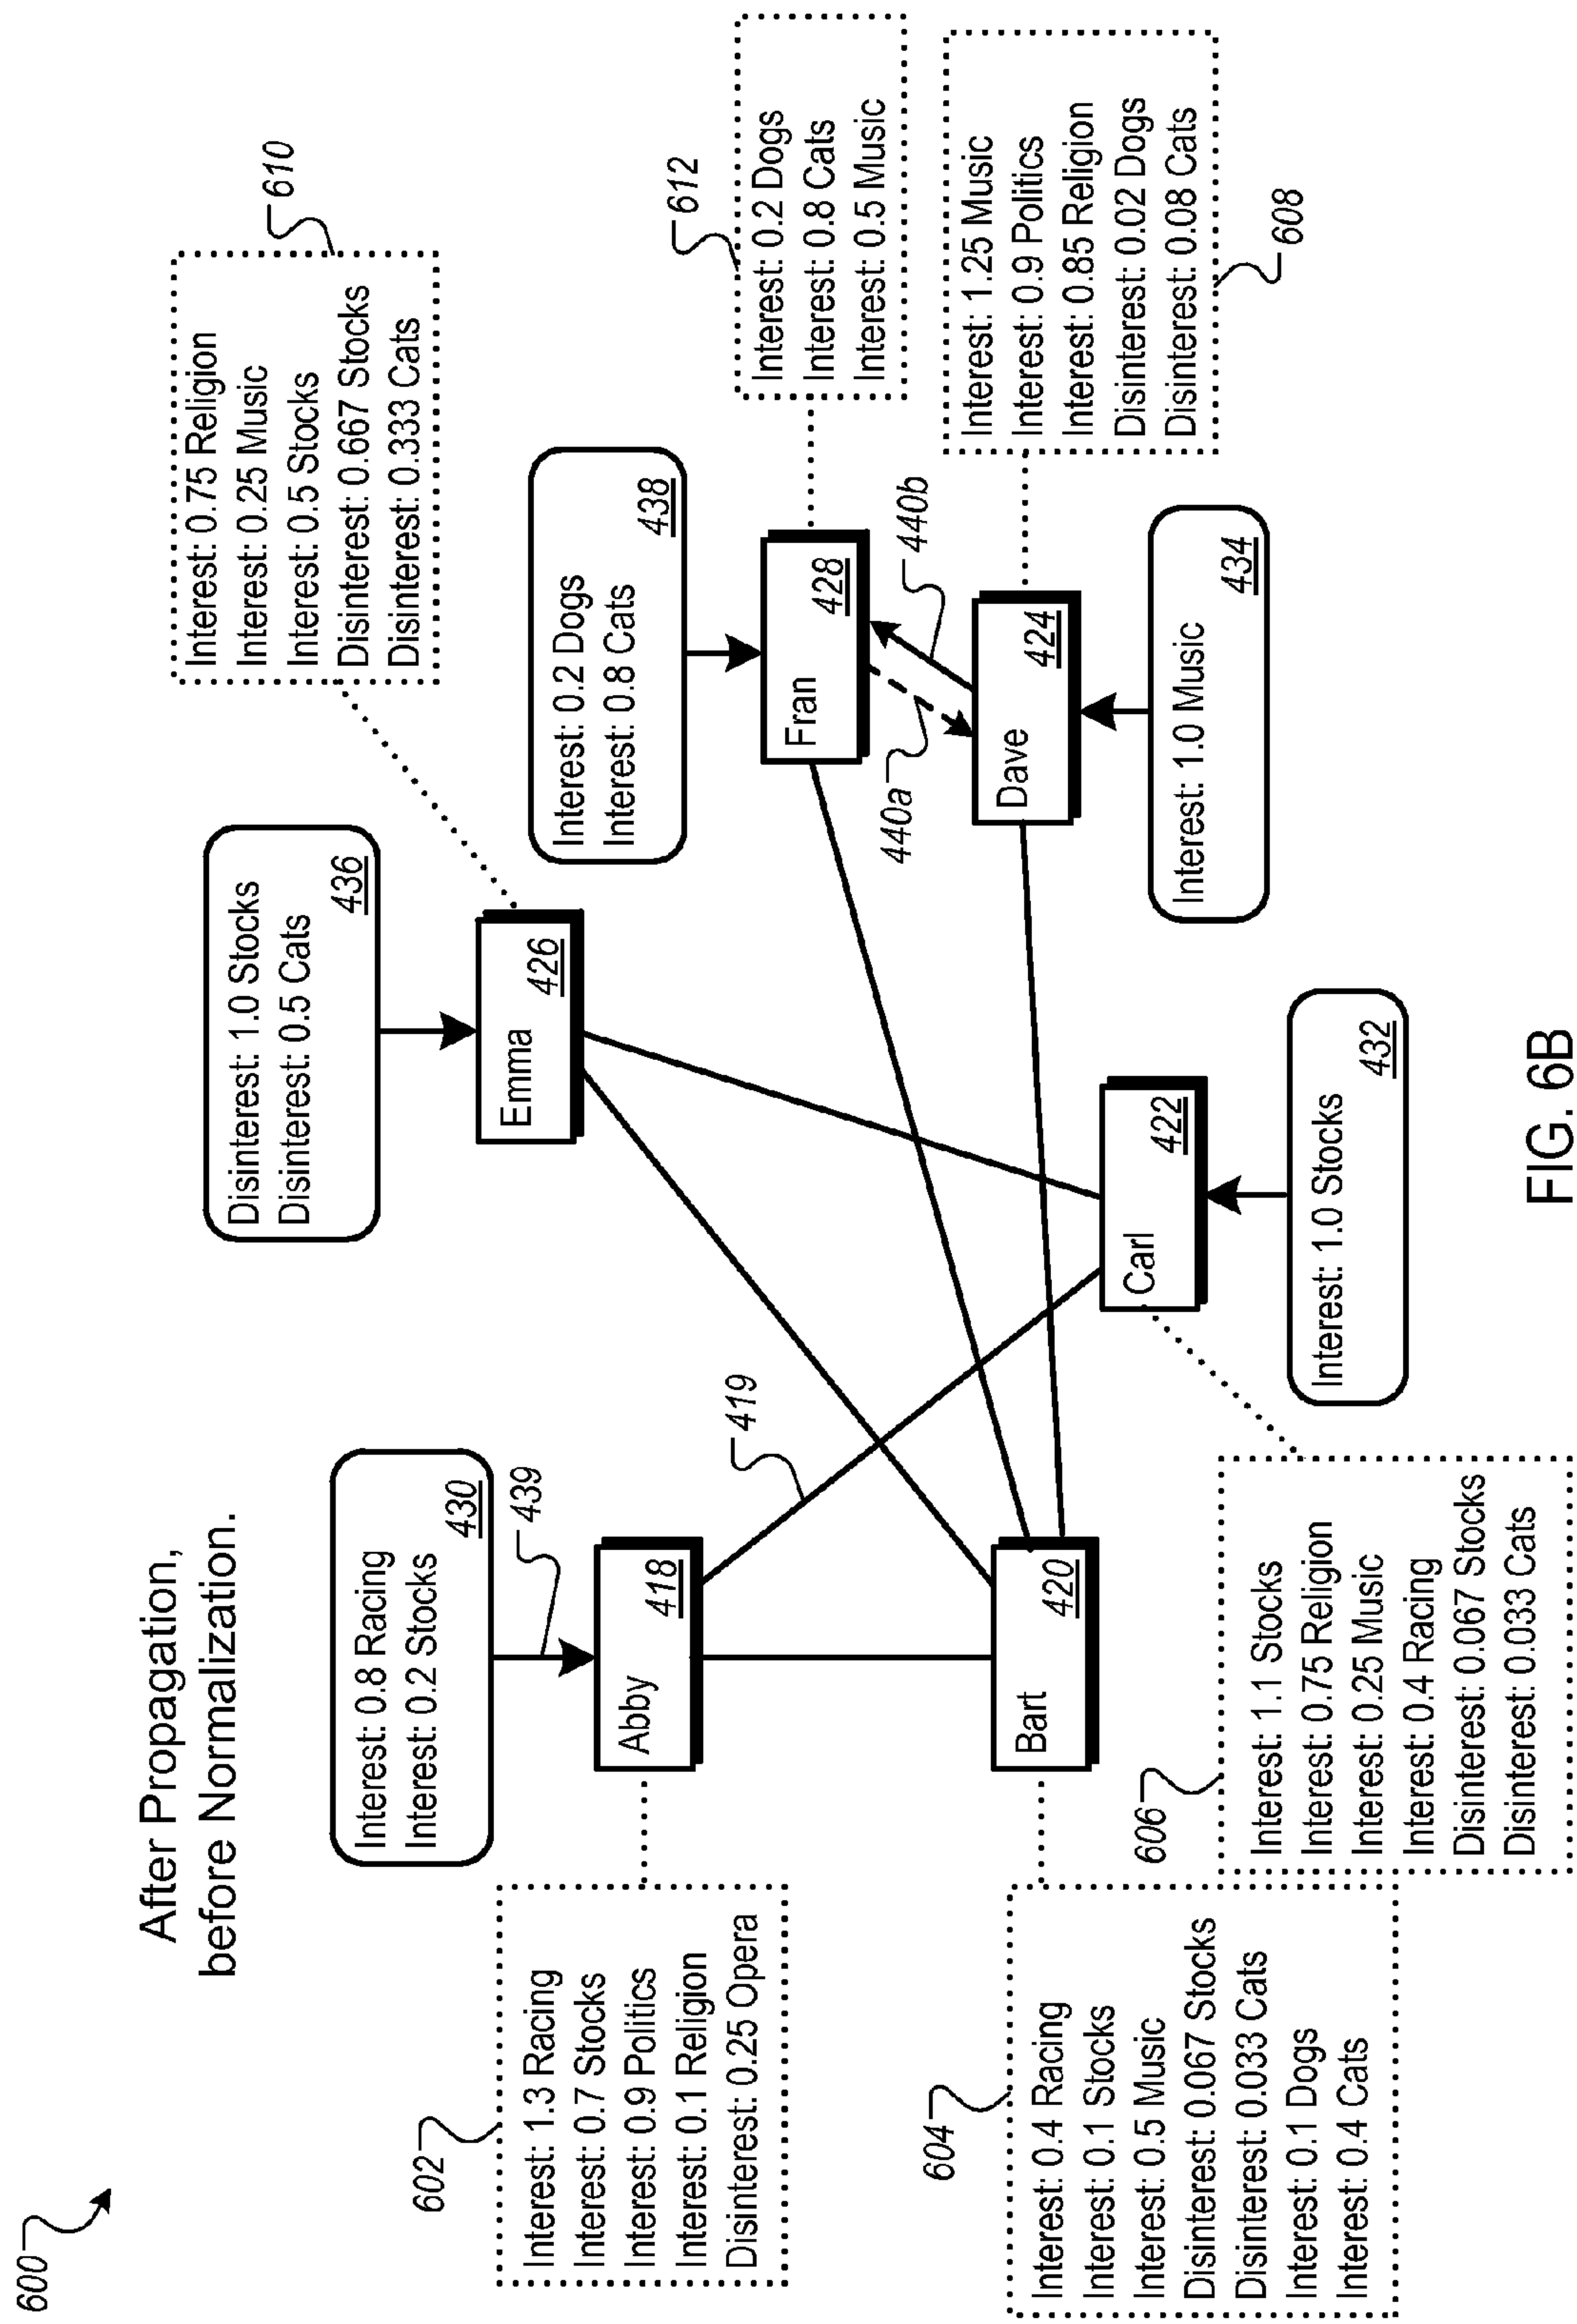 600
After Propagation,
before Normalization.
602
Interest: 1.3 Racing
Interest: 0.7 Stocks
Interest: 0.9 Politics
Interest: 0.1 Religion
Disinterest: 0.25 Opera
Interest: 0.8 Racing
Interest: 0.2 Stocks
430
439
Abby
418
Disinterest: 1.0 Stocks
Disinterest: 0.5 Cats
436
Emma
426
610
Interest: 0.75 Religion
Interest: 0.25 Music
Interest: 0.5 Stocks
Disinterest: 0.667 Stocks
Disinterest: 0.333 Cats
Interest: 0.2 Dogs
Interest: 0.8 Cats
438
Fran
428
612
Interest: 0.2 Dogs
Interest: 0.8 Cats
Interest: 0.5 Music
419
440a
440b
Dave
424
Interest: 1.25 Music
Interest: 0.9 Politics
Interest: 0.85 Religion
Disinterest: 0.02 Dogs
Disinterest: 0.08 Cats
608
Interest: 1.0 Music
434
604
Interest: 0.4 Racing
Interest: 0.1 Stocks
Interest: 0.5 Music
Disinterest: 0.067 Stocks
Disinterest: 0.033 Cats
Interest: 0.1 Dogs
Interest: 0.4 Cats
Bart
420
Carl
422
606
Interest: 1.1 Stocks
Interest: 0.75 Religion
Interest: 0.25 Music
Interest: 0.4 Racing
Disinterest: 0.067 Stocks
Disinterest: 0.033 Cats
Interest: 1.0 Stocks
432
FIG. 6B